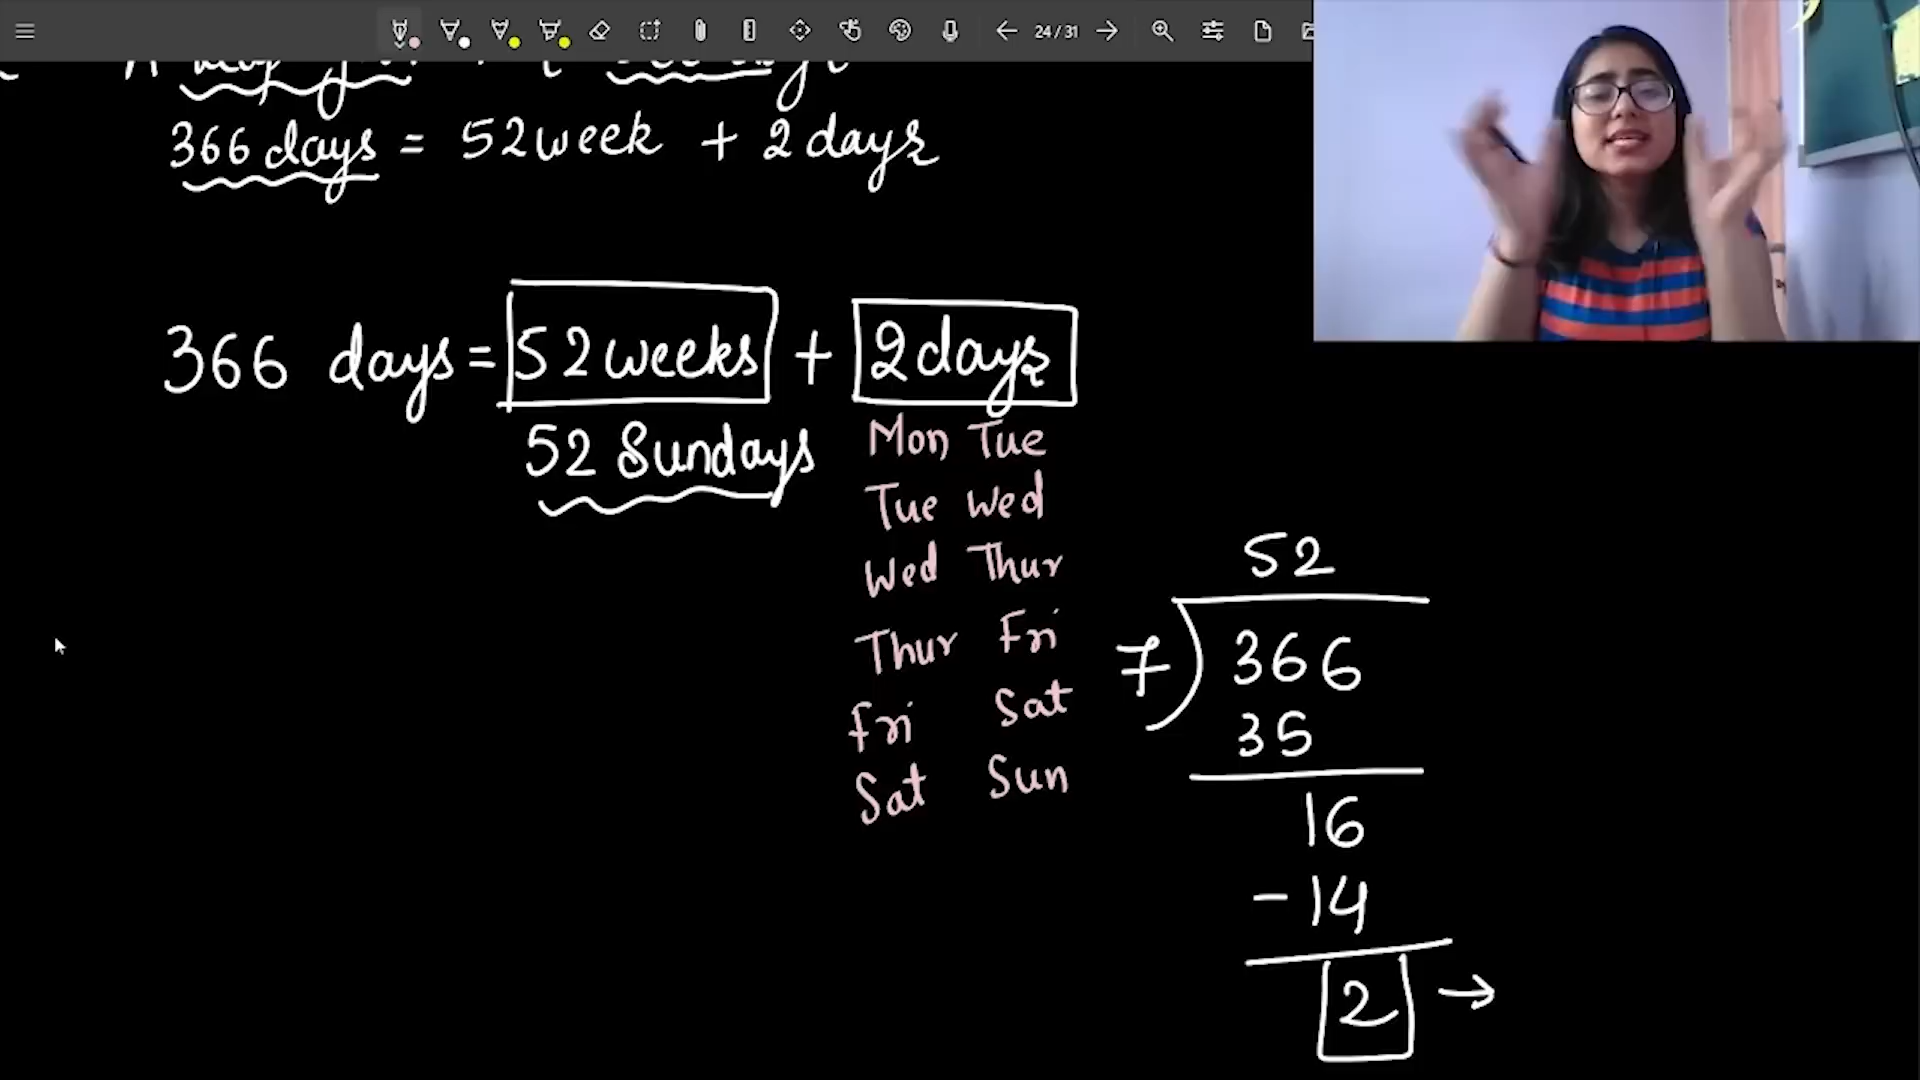 24 / 31
366 days = 52 week + 2 days
366 days = 52 weeks + 2 days
52 Sundays
Mon Tue
Tue Wed
Wed Thur
Thur Fri
Fri Sat
Sat Sun
52
7 ) 366
35
16
- 14
2 →